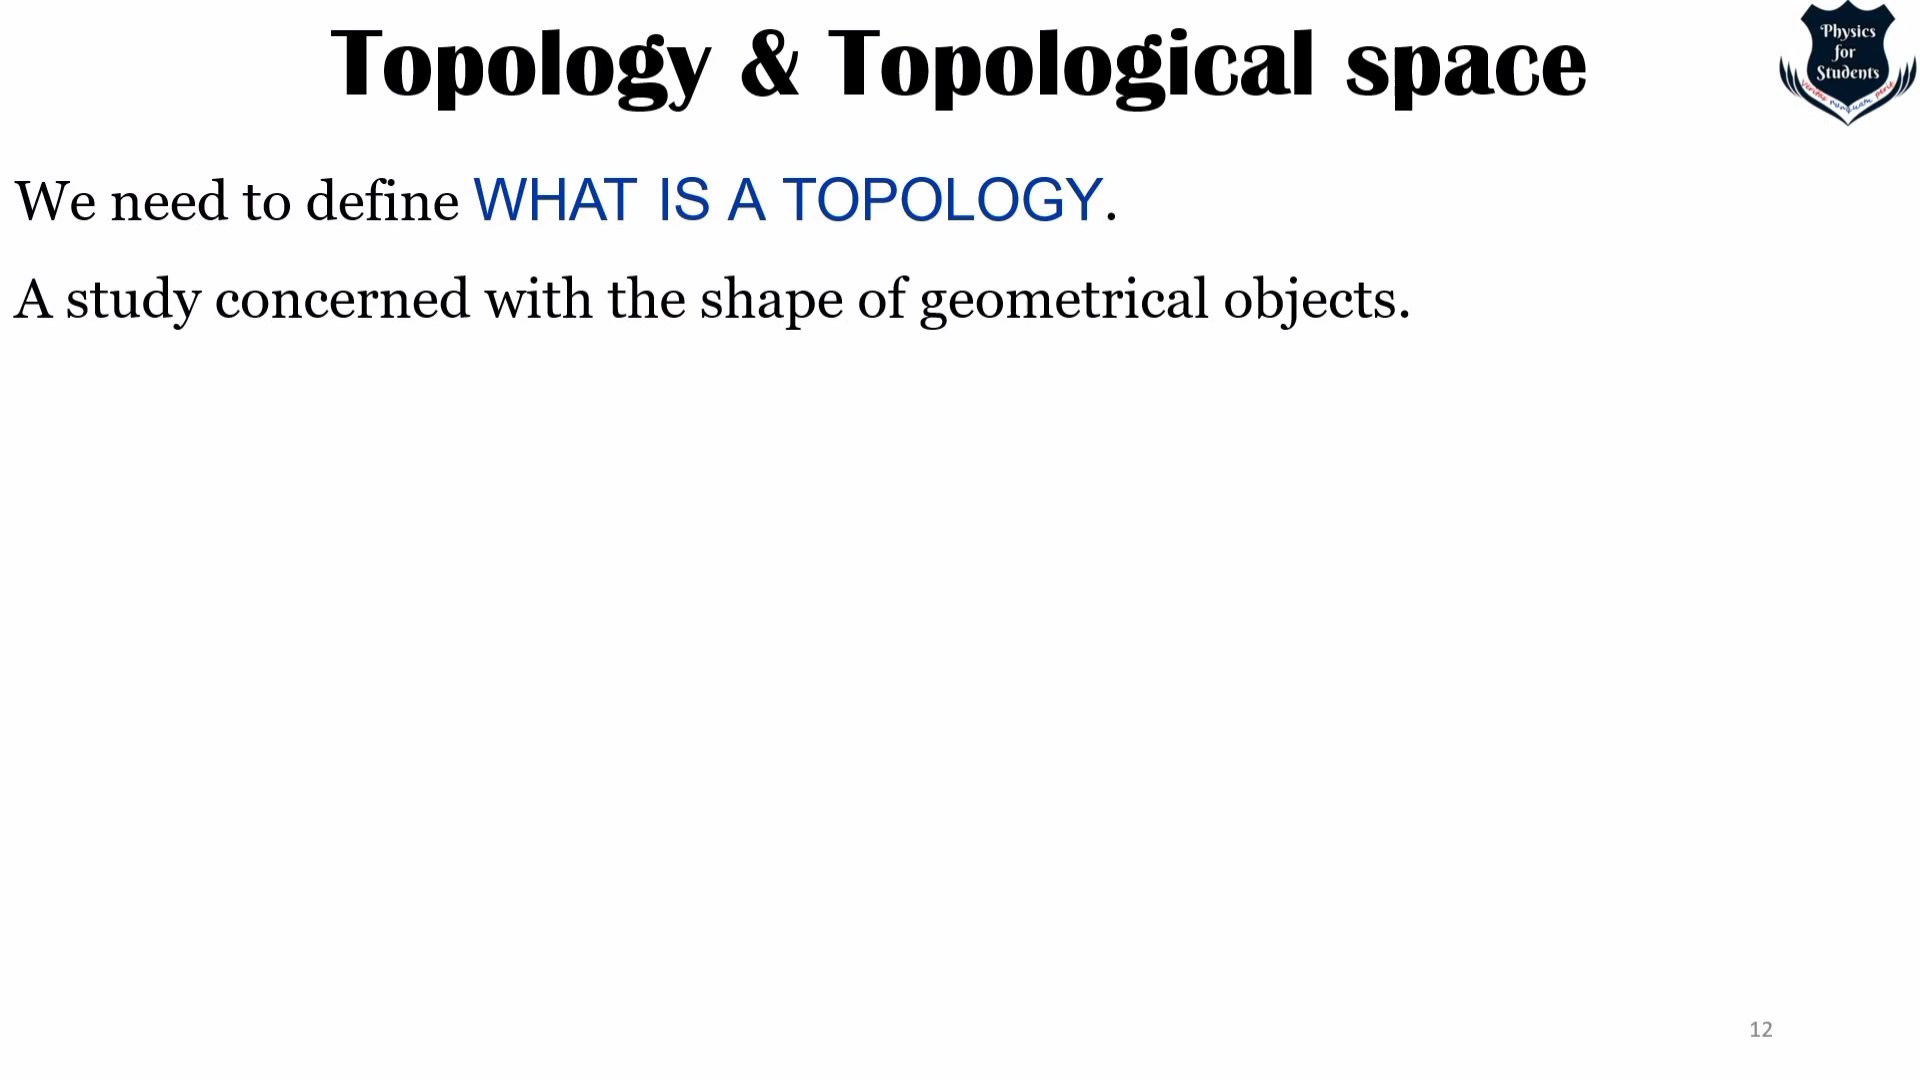 Topology & Topological space
Physics
for
Students
We need to define WHAT IS A TOPOLOGY.
A study concerned with the shape of geometrical objects.
12